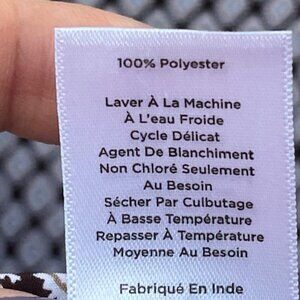 100% Polyester
Laver À La Machine
À L'eau Froide
Cycle Délicat
Agent De Blanchiment
Non Chloré Seulement
Au Besoin
Sécher Par Culbutage
À Basse Température
Repasser À Température
Moyenne Au Besoin
Fabriqué En Inde